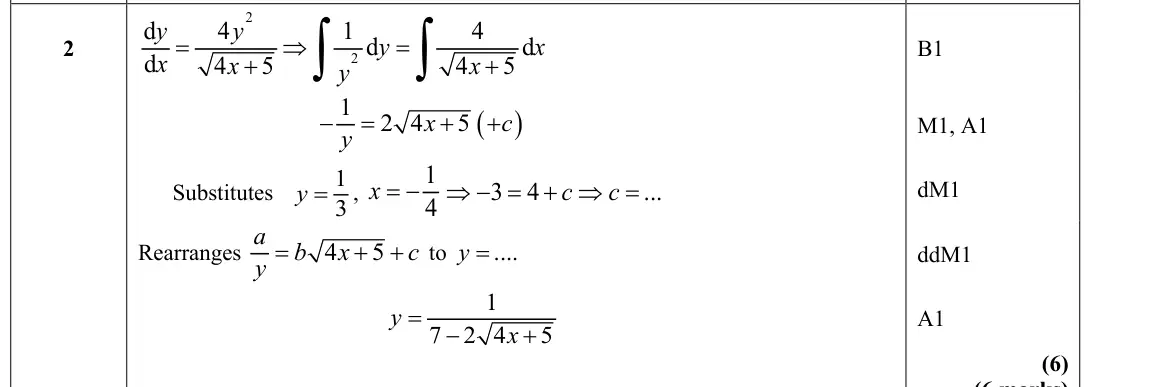 2 dy/dx = 4y²/√(4x+5) ⇒ ∫ 1/y² dy = ∫ 4/√(4x+5) dx B1
−1/y = 2√(4x+5) (+c) M1, A1
Substitutes y = 1/3, x = −1/4 ⇒ −3 = 4 + c ⇒ c = ... dM1
Rearranges a/y = b√(4x+5) + c to y = .... ddM1
y = 1/(7 − 2√(4x+5)) A1
(6)
(6 marks)